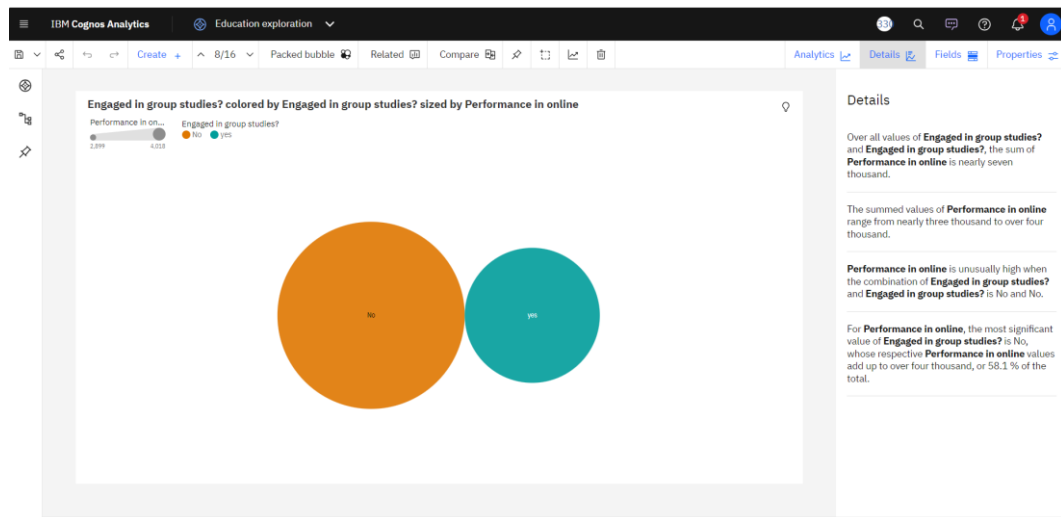 IBM Cognos Analytics
Education exploration
1
Create +
8/16
Packed bubble
Related
Compare
Analytics
Details
Fields
Properties
Engaged in group studies? colored by Engaged in group studies? sized by Performance in online
Performance in on...
2,899 4,018
Engaged in group studies?
No yes
No
yes
Details
Over all values of Engaged in group studies?
and Engaged in group studies?, the sum of
Performance in online is nearly seven
thousand.
The summed values of Performance in online
range from nearly three thousand to over four
thousand.
Performance in online is unusually high when
the combination of Engaged in group studies?
and Engaged in group studies? is No and No.
For Performance in online, the most significant
value of Engaged in group studies? is No,
whose respective Performance in online values
add up to over four thousand, or 58.1 % of the
total.